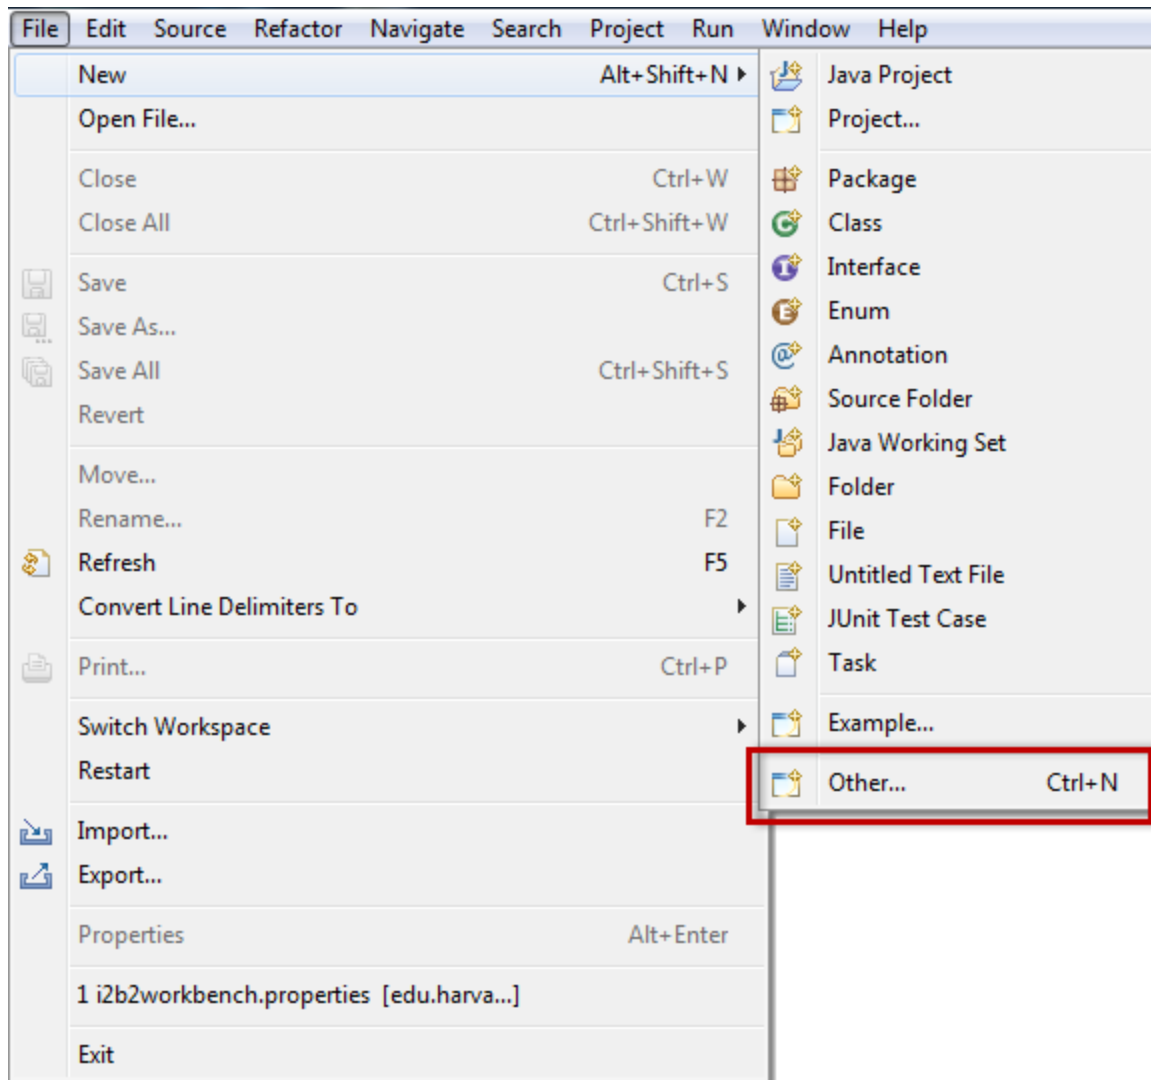 File Edit Source Refactor Navigate Search Project Run Window Help
New Alt+Shift+N
Open File...
Close Ctrl+W
Close All Ctrl+Shift+W
Save Ctrl+S
Save As...
Save All Ctrl+Shift+S
Revert
Move...
Rename... F2
Refresh F5
Convert Line Delimiters To
Print... Ctrl+P
Switch Workspace
Restart
Import...
Export...
Properties Alt+Enter
1 i2b2workbench.properties [edu.harva...]
Exit
Java Project
Project...
Package
Class
Interface
Enum
Annotation
Source Folder
Java Working Set
Folder
File
Untitled Text File
JUnit Test Case
Task
Example...
Other... Ctrl+N